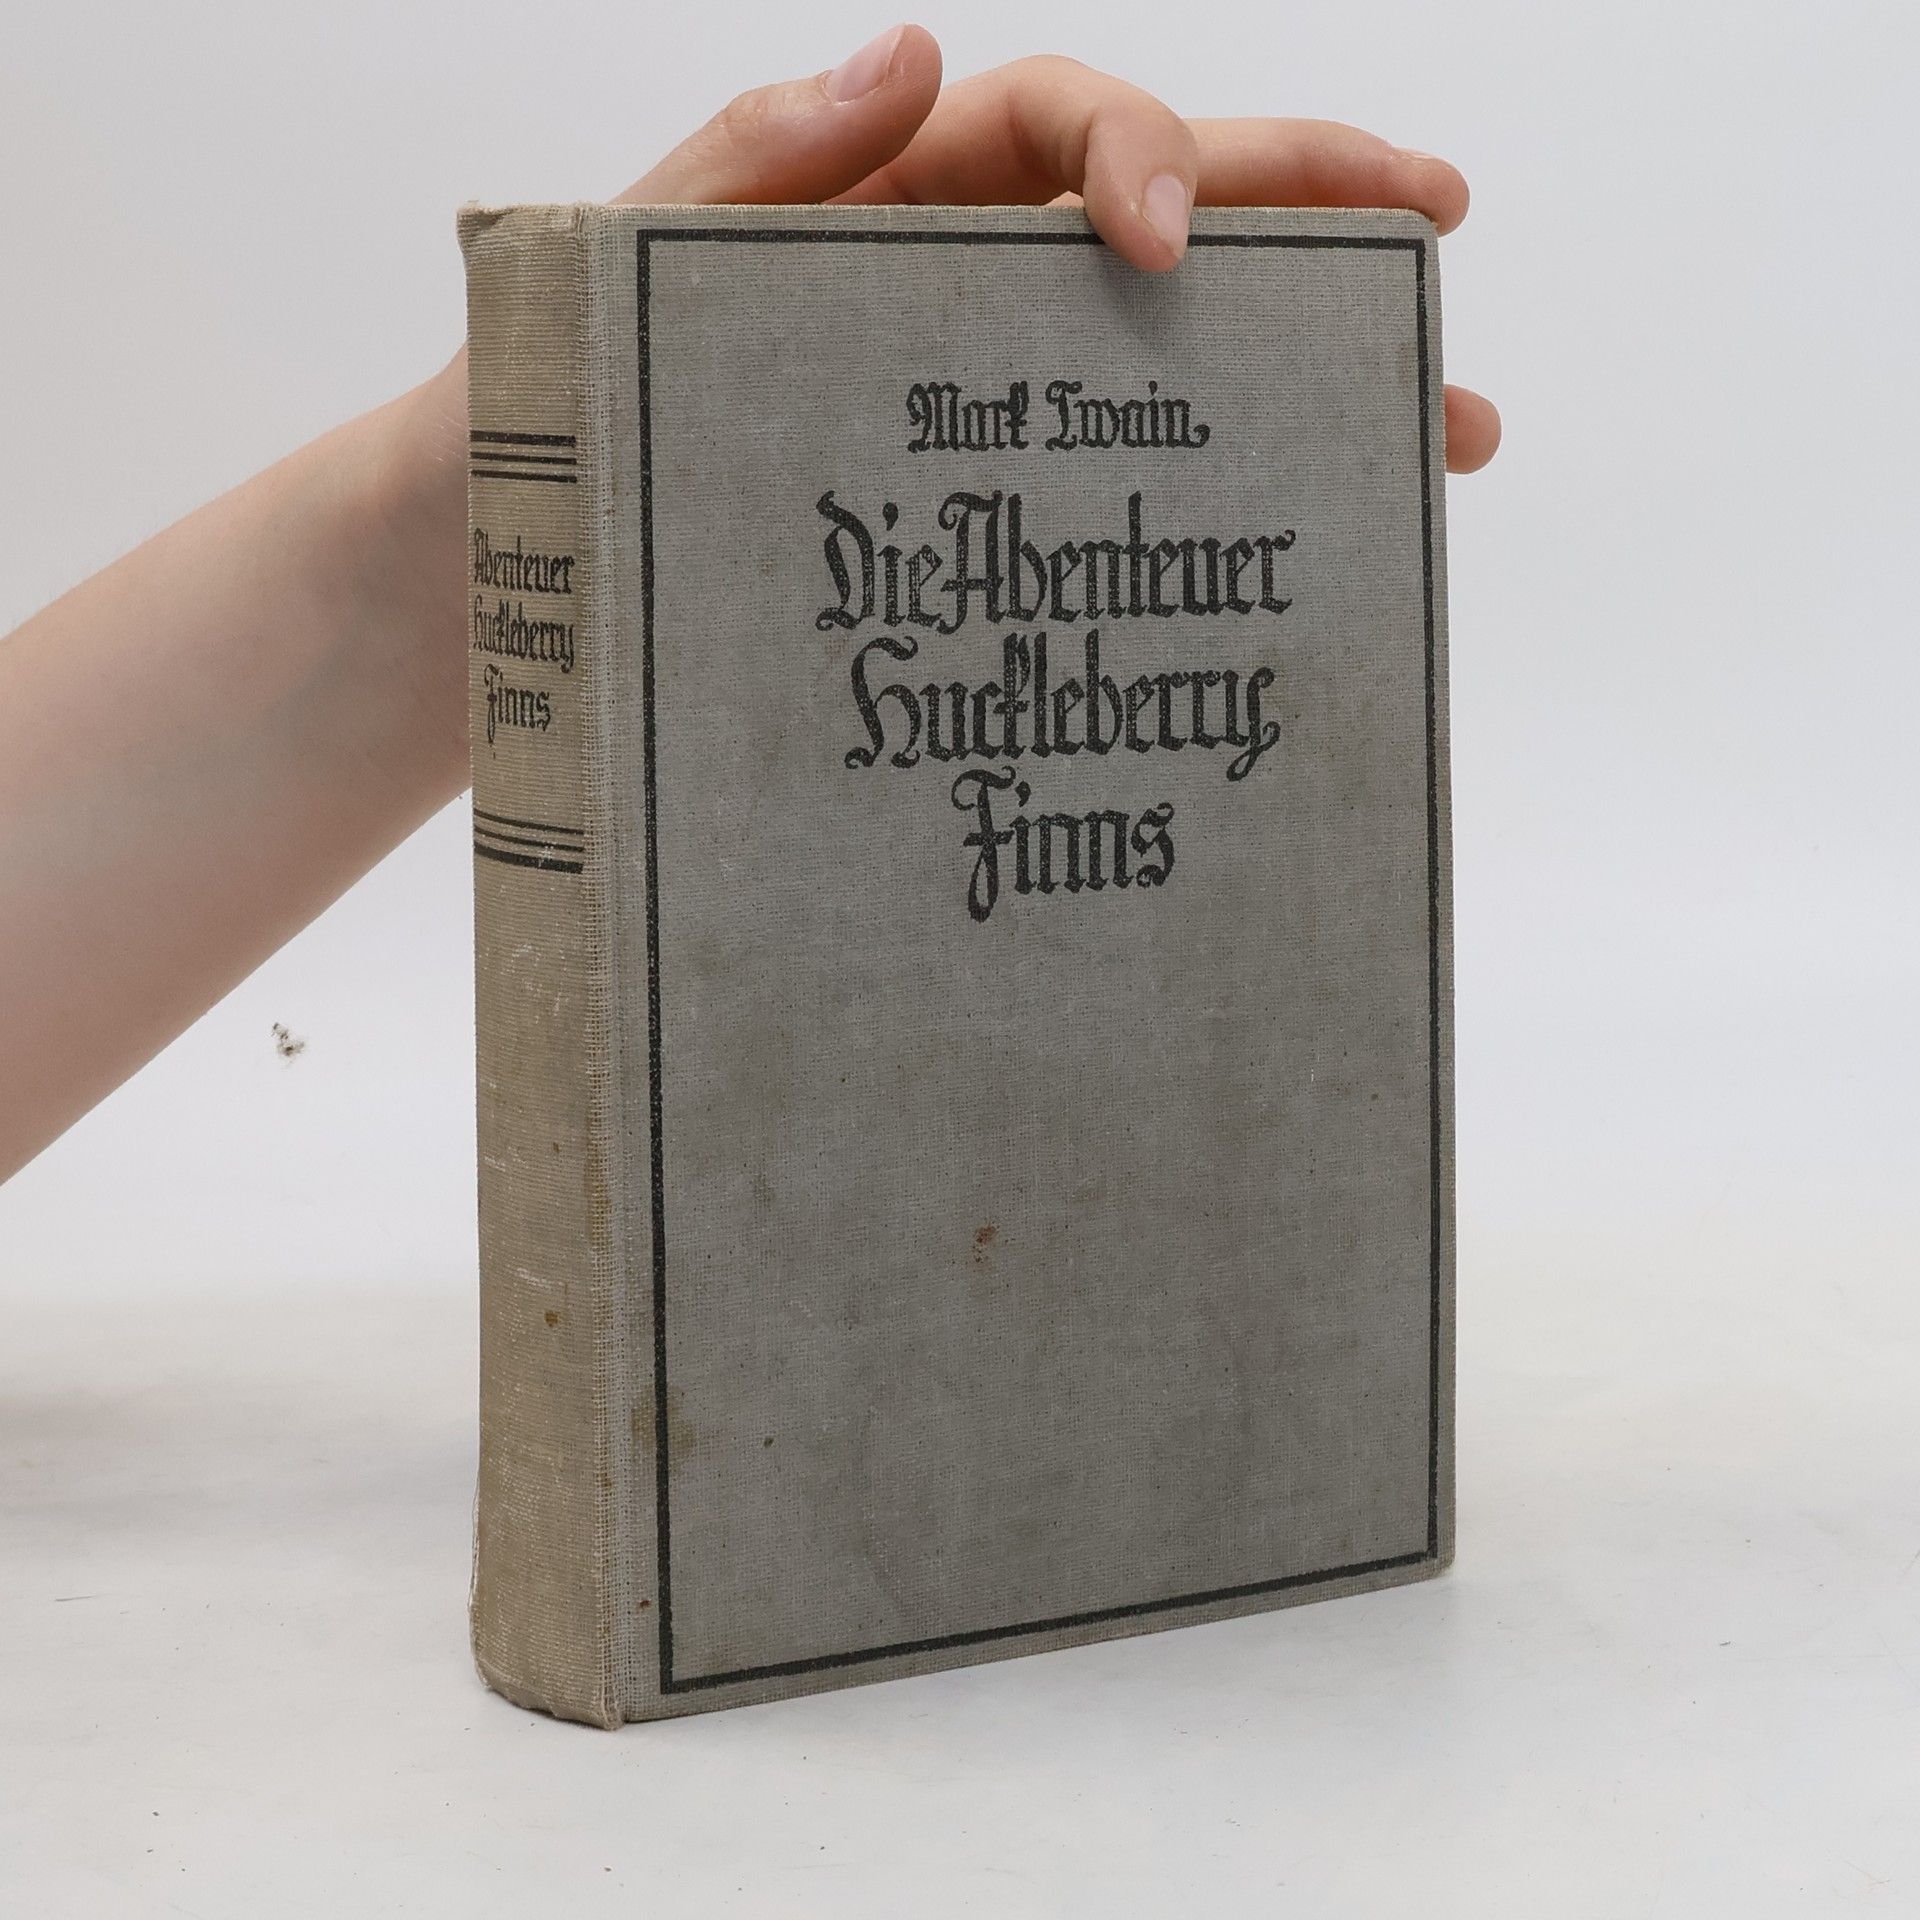 Mark Twain
Die Abenteuer
Huckleberry
Finns
Abenteuer
Huckleberry
Finns